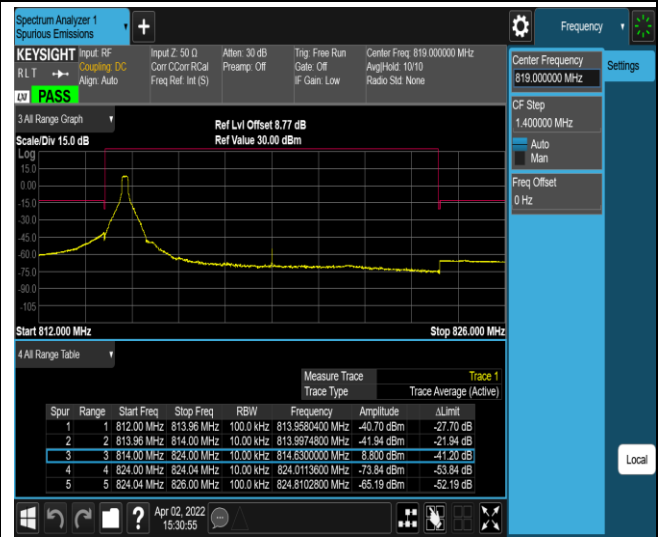 Spectrum Analyzer 1
Spurious Emissions
+
Frequency
KEYSIGHT
RLT
LXI
PASS
Input: RF
Coupling: DC
Align: Auto
Input Z: 50 Ω
Corr CCorr RCal
Freq Ref: Int (S)
Atten: 30 dB
Preamp: Off
Trig: Free Run
Gate: Off
IF Gain: Low
Center Freq: 819.000000 MHz
Avg|Hold: 10/10
Radio Std: None
Center Frequency
819.000000 MHz
Settings
CF Step
1.400000 MHz
Auto
Man
Freq Offset
0 Hz
3 All Range Graph
Scale/Div 15.0 dB
Ref Lvl Offset 8.77 dB
Ref Value 30.00 dBm
Log
15.0
0.00
-15.0
-30.0
-45.0
-60.0
-75.0
-90.0
-105
Start 812.000 MHz
Stop 826.000 MHz
4 All Range Table
Measure Trace Trace 1
Trace Type Trace Average (Active)
Spur Range Start Freq Stop Freq RBW Frequency Amplitude ΔLimit
1 1 812.00 MHz 813.96 MHz 100.0 kHz 813.9580400 MHz -40.70 dBm -27.70 dB
2 2 813.96 MHz 814.00 MHz 10.00 kHz 813.9974800 MHz -41.94 dBm -21.94 dB
3 3 814.00 MHz 824.00 MHz 10.00 kHz 814.6300000 MHz 8.800 dBm -41.20 dB
4 4 824.00 MHz 824.04 MHz 10.00 kHz 824.0113600 MHz -73.84 dBm -53.84 dB
5 5 824.04 MHz 826.00 MHz 100.0 kHz 824.8102800 MHz -65.19 dBm -52.19 dB
Local
?
Apr 02, 2022
15:30:55